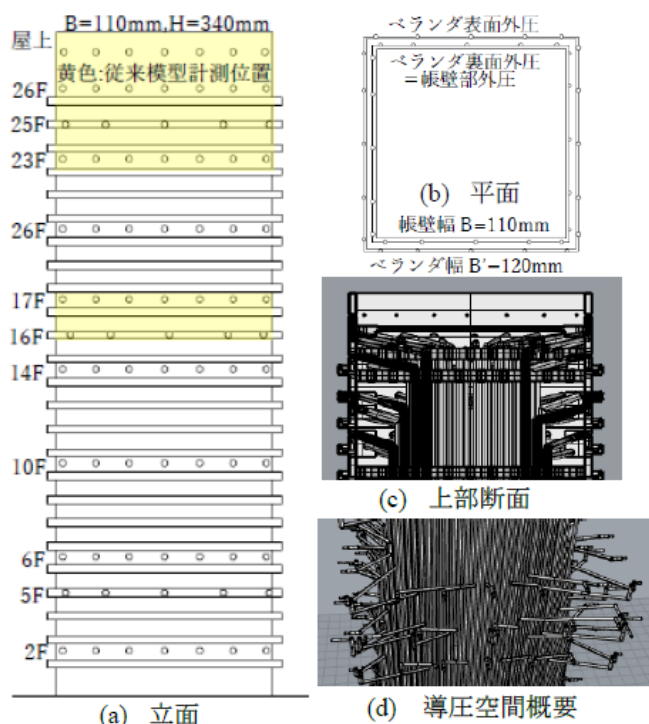 B=110mm,H=340mm
屋上
黄色:従来模型計測位置
26F
25F
23F
26F
17F
16F
14F
10F
6F
5F
2F
(a) 立面
ベランダ表面外圧
ベランダ裏面外圧
=帳壁部外圧
(b) 平面
帳壁幅 B=110mm
ベランダ幅 B'−120mm
(c) 上部断面
(d) 導圧空間概要